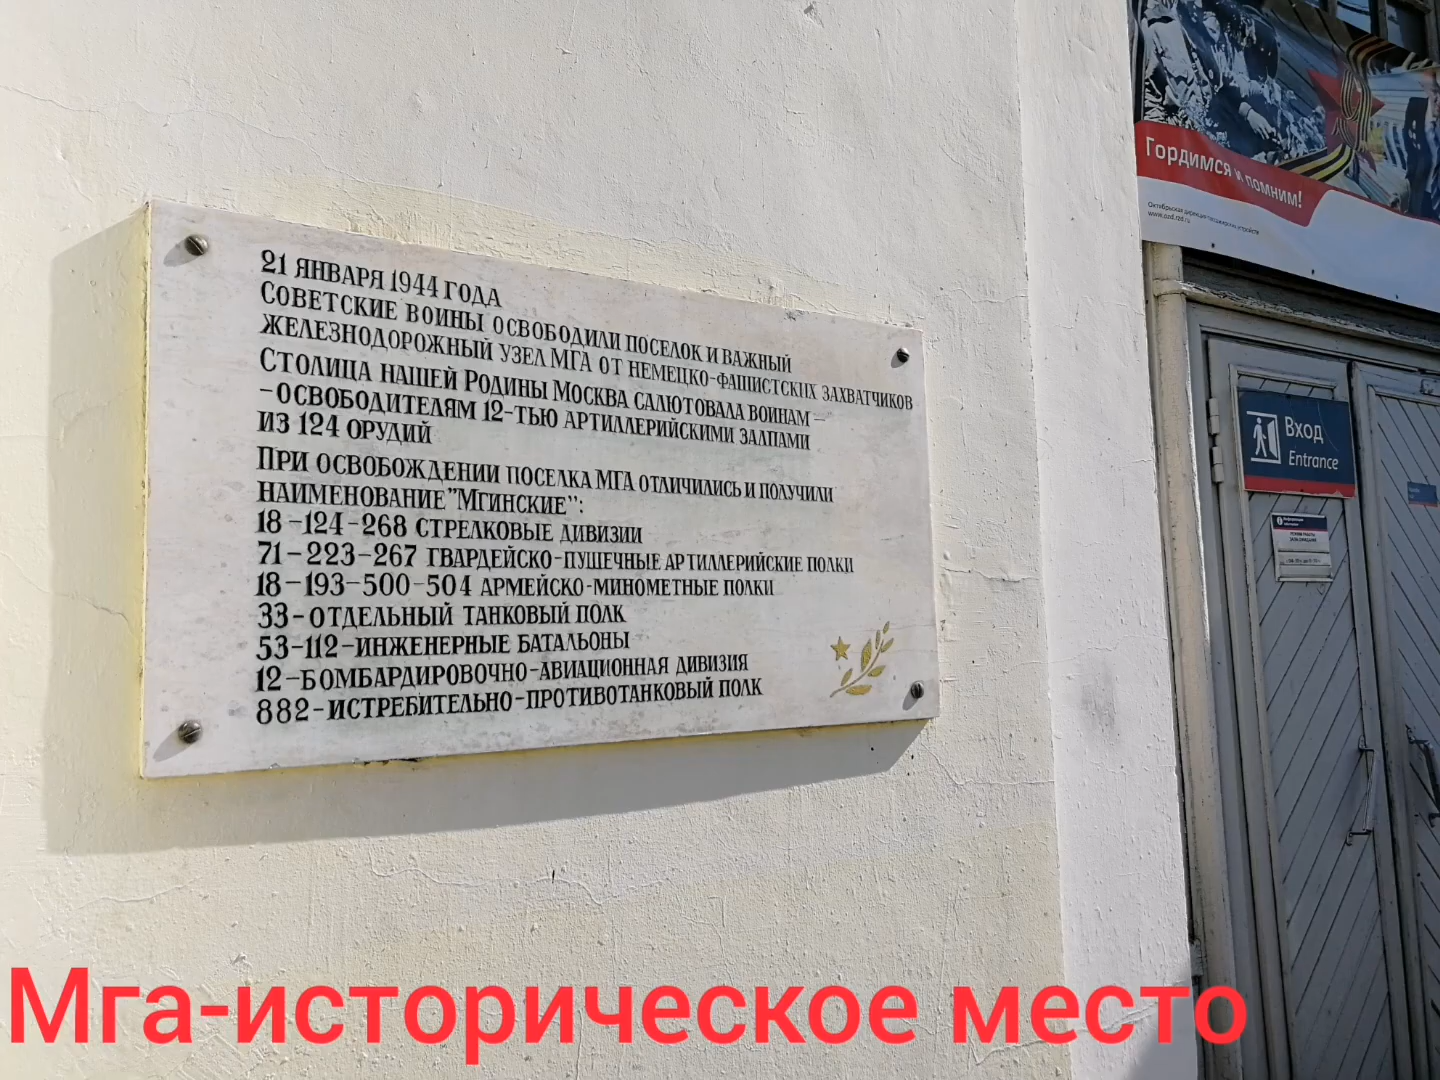 21 ЯНВАРЯ 1944 ГОДА
СОВЕТСКИЕ ВОИНЫ ОСВОБОДИЛИ ПОСЕЛОК И ВАЖНЫЙ
ЖЕЛЕЗНОДОРОЖНЫЙ УЗЕЛ МГА ОТ НЕМЕЦКО-ФАШИСТСКИХ ЗАХВАТЧИКОВ
СТОЛИЦА НАШЕЙ РОДИНЫ МОСКВА САЛЮТОВАЛА ВОИНАМ —
-ОСВОБОДИТЕЛЯМ 12-ТЬЮ АРТИЛЛЕРИЙСКИМИ ЗАЛПАМИ
ИЗ 124 ОРУДИЙ
ПРИ ОСВОБОЖДЕНИИ ПОСЕЛКА МГА ОТЛИЧИЛИСЬ И ПОЛУЧИЛИ
НАИМЕНОВАНИЕ "МГИНСКИЕ":
18-124-268 СТРЕЛКОВЫЕ ДИВИЗИИ
71-223-267 ГВАРДЕЙСКО-ПУШЕЧНЫЕ АРТИЛЛЕРИЙСКИЕ ПОЛКИ
18-193-500-504 АРМЕЙСКО-МИНОМЕТНЫЕ ПОЛКИ
33-ОТДЕЛЬНЫЙ ТАНКОВЫЙ ПОЛК
53-112-ИНЖЕНЕРНЫЕ БАТАЛЬОНЫ
12-БОМБАРДИРОВОЧНО-АВИАЦИОННАЯ ДИВИЗИЯ
882-ИСТРЕБИТЕЛЬНО-ПРОТИВОТАНКОВЫЙ ПОЛК
Гордимся и помним!
Октябрьская дирекция пассажирских устройств
Вход
Entrance
Мга-историческое место